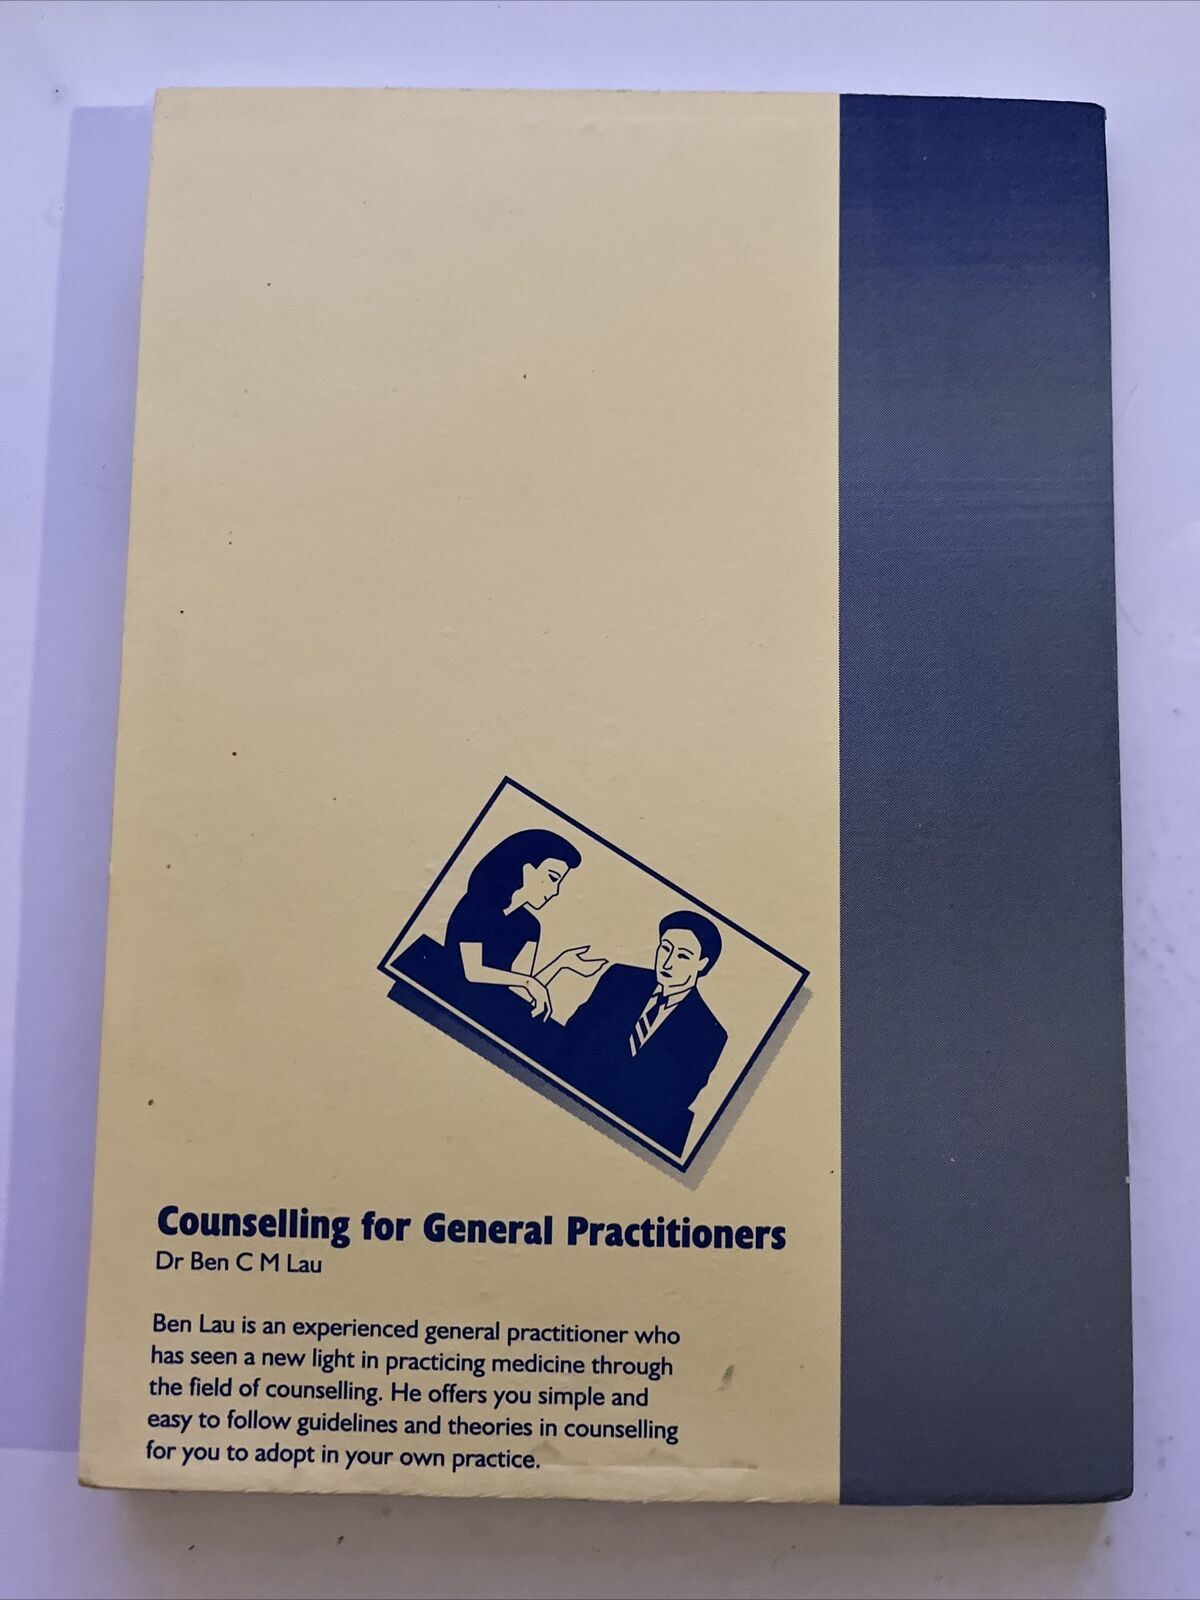 Counselling for General Practitioners
Dr Ben C M Lau
Ben Lau is an experienced general practitioner who
has seen a new light in practicing medicine through
the field of counselling. He offers you simple and
easy to follow guidelines and theories in counselling
for you to adopt in your own practice.